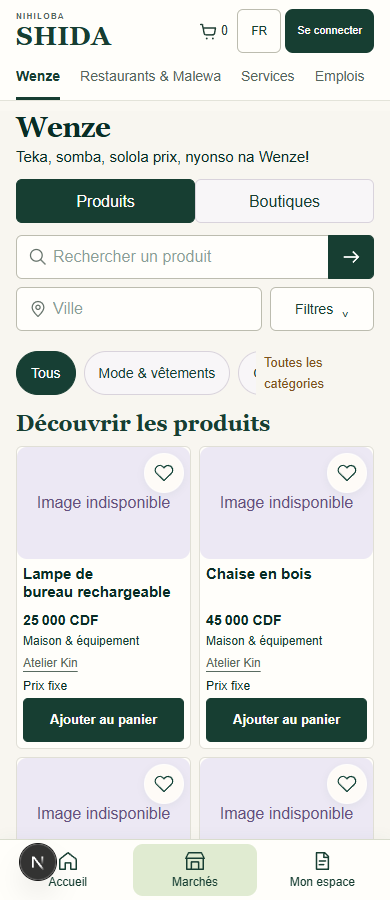 NIHILOBA
SHIDA
0
FR
Se connecter
Wenze
Restaurants & Malewa
Services
Emplois
Wenze
Teka, somba, solola prix, nyonso na Wenze!
Produits
Boutiques
Rechercher un produit
Ville
Filtres
Tous
Mode & vêtements
Toutes les
catégories
Découvrir les produits
Image indisponible
Image indisponible
Lampe de
bureau rechargeable
25 000 CDF
Maison & équipement
Atelier Kin
Prix fixe
Ajouter au panier
Chaise en bois
45 000 CDF
Maison & équipement
Atelier Kin
Prix fixe
Ajouter au panier
Image indisponible
Image indisponible
N
Accueil
Marchés
Mon espace